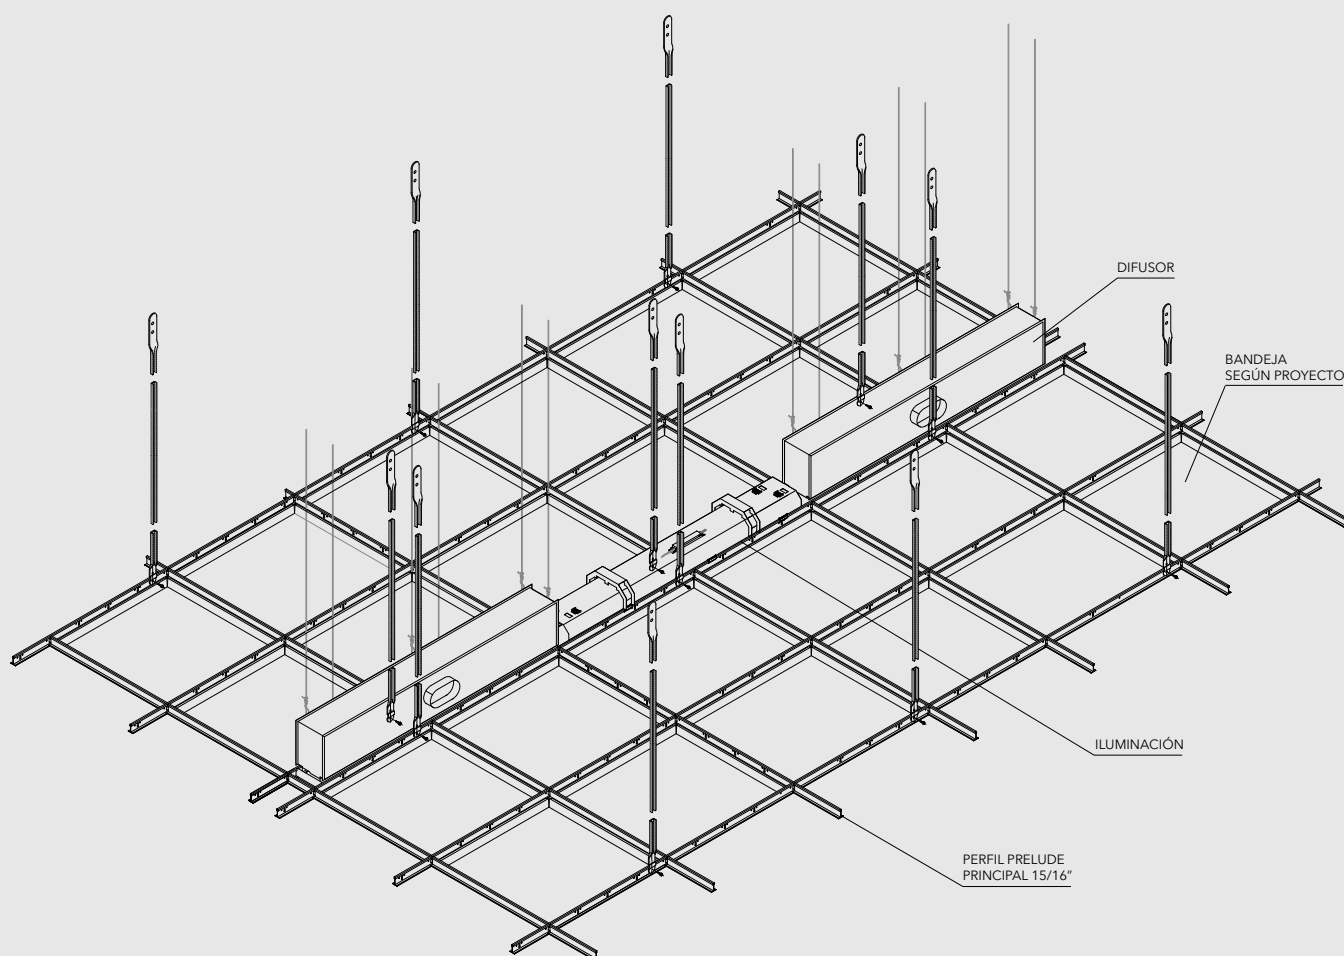 DIFUSOR
BANDEJA
SEGÚN PROYECTO
ILUMINACIÓN
PERFIL PRELUDE
PRINCIPAL 15/16"